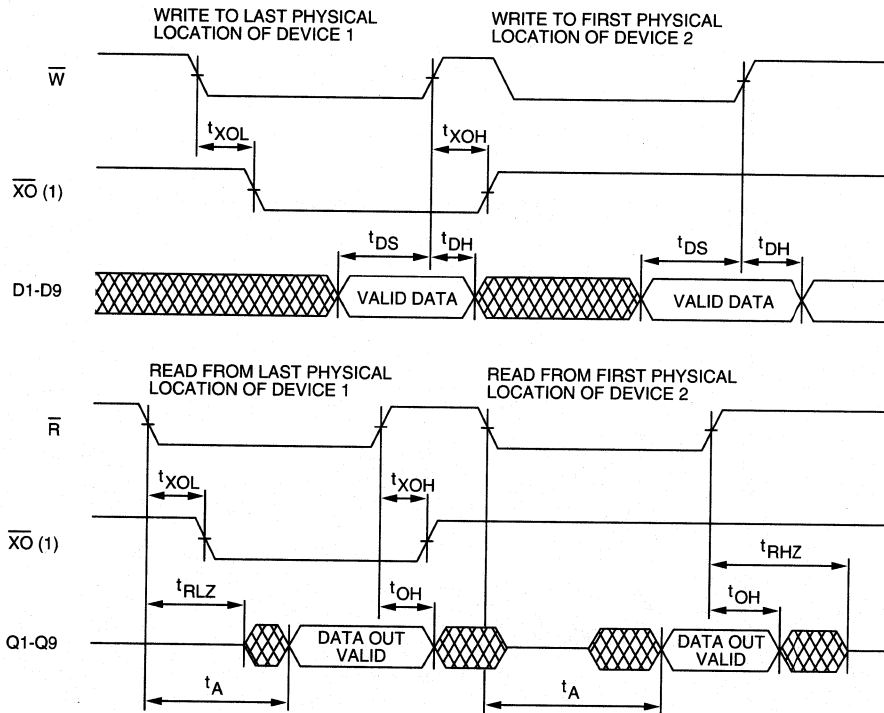 WRITE TO LAST PHYSICAL
LOCATION OF DEVICE 1
WRITE TO FIRST PHYSICAL
LOCATION OF DEVICE 2
W̅
tXOL
tXOH
X̅O̅ (1)
tDS
tDH
tDS
tDH
D1-D9
VALID DATA
VALID DATA
READ FROM LAST PHYSICAL
LOCATION OF DEVICE 1
READ FROM FIRST PHYSICAL
LOCATION OF DEVICE 2
R̅
tXOL
tXOH
X̅O̅ (1)
tRHZ
tRLZ
tOH
tOH
Q1-Q9
DATA OUT
VALID
DATA OUT
VALID
tA
tA